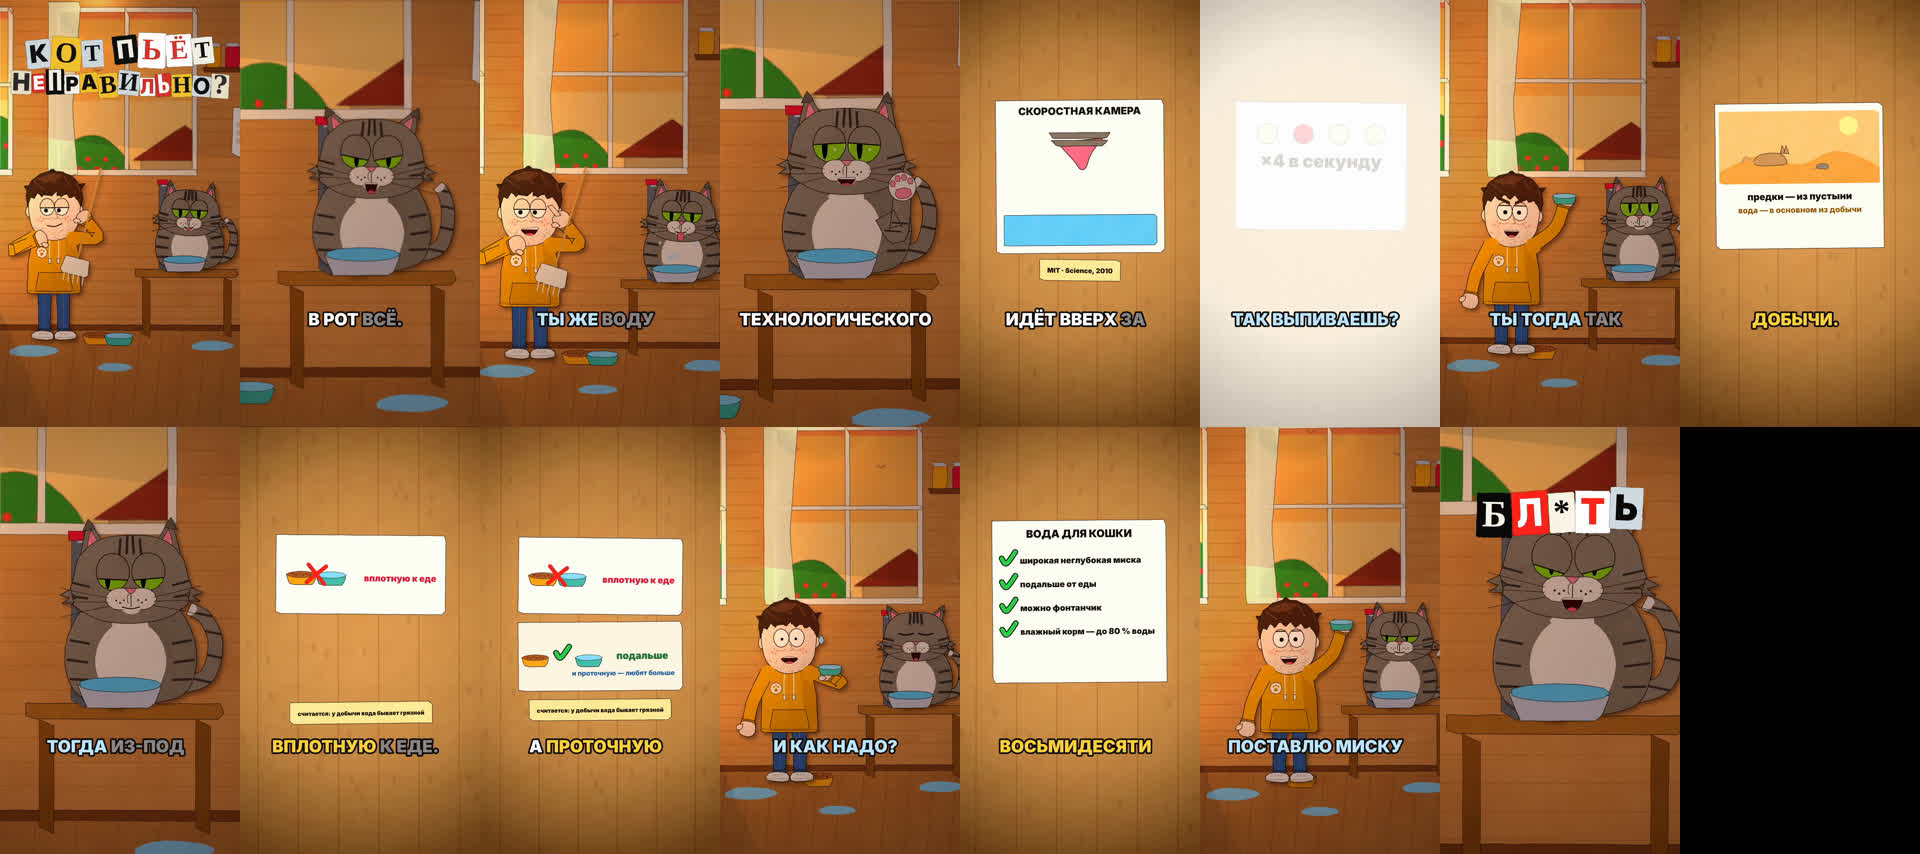 КОТ ПЬЁТ
НЕПРАВИЛЬНО?
В РОТ ВСЁ.
ТЫ ЖЕ ВОДУ
ТЕХНОЛОГИЧЕСКОГО
СКОРОСТНАЯ КАМЕРА
MIT · Science, 2010
ИДЁТ ВВЕРХ ЗА
×4 в секунду
ТАК ВЫПИВАЕШЬ?
ТЫ ТОГДА ТАК
предки — из пустыни
вода — в основном из добычи
ДОБЫЧИ.
ТОГДА ИЗ-ПОД
вплотную к еде
считается: у добычи вода бывает грязной
ВПЛОТНУЮ К ЕДЕ.
вплотную к еде
подальше
и проточную — любят больше
считается: у добычи вода бывает грязной
А ПРОТОЧНУЮ
И КАК НАДО?
ВОДА ДЛЯ КОШКИ
широкая неглубокая миска
подальше от еды
можно фонтанчик
влажный корм — до 80 % воды
ВОСЬМИДЕСЯТИ
ПОСТАВЛЮ МИСКУ
БЛ*ТЬ